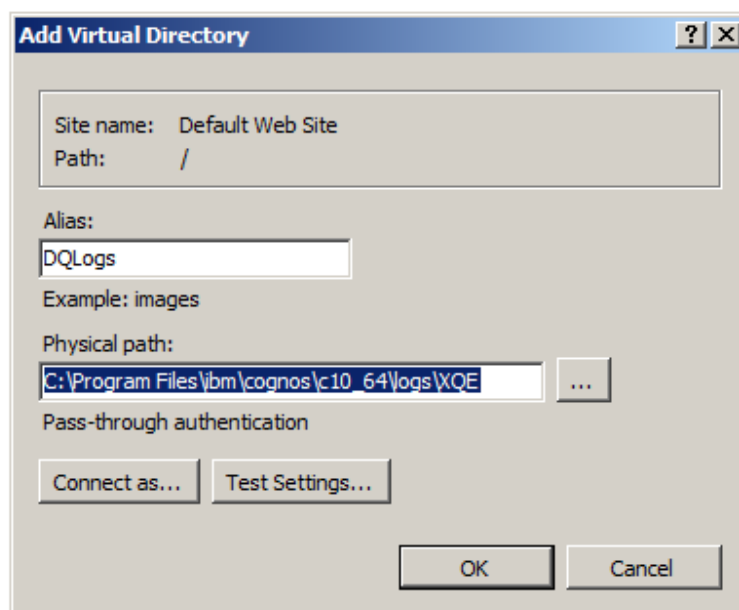 Add Virtual Directory
Site name: Default Web Site
Path: /
Alias:
DQLogs
Example: images
Physical path:
C:\Program Files\ibm\cognos\c10_64\logs\XQE
...
Pass-through authentication
Connect as... Test Settings...
OK Cancel